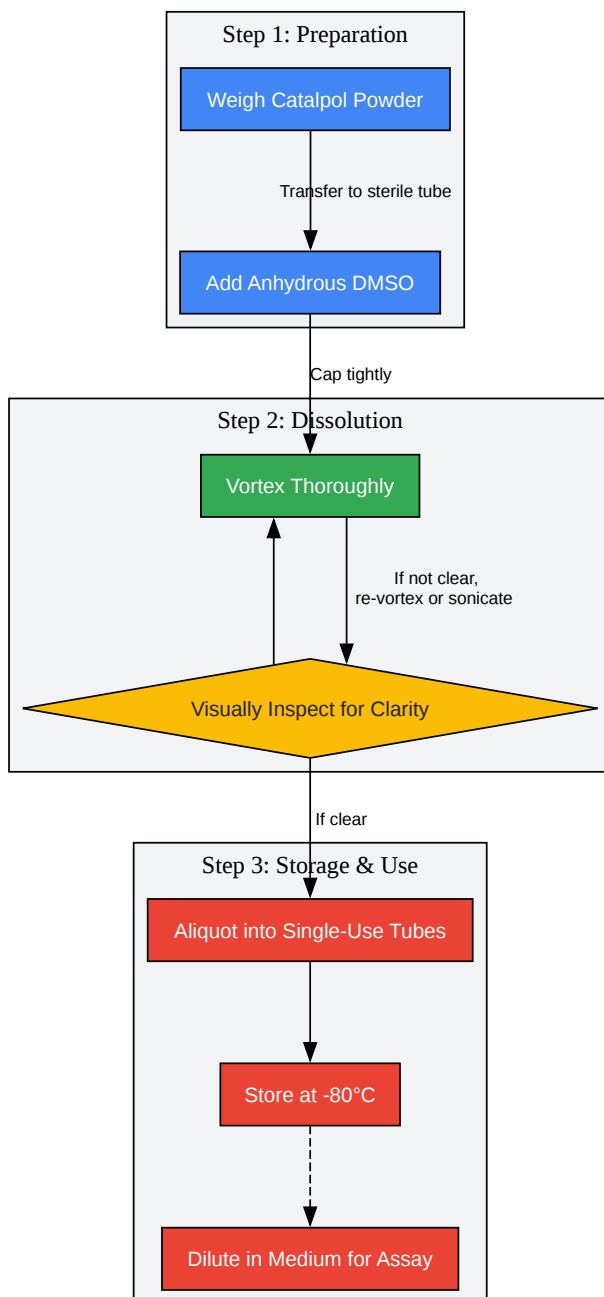 Step 1: Preparation
Weigh Catalpol Powder
Transfer to sterile tube
Add Anhydrous DMSO
Cap tightly
Step 2: Dissolution
Vortex Thoroughly
If not clear,
re-vortex or sonicate
Visually Inspect for Clarity
If clear
Step 3: Storage & Use
Aliquot into Single-Use Tubes
Store at -80°C
Dilute in Medium for Assay